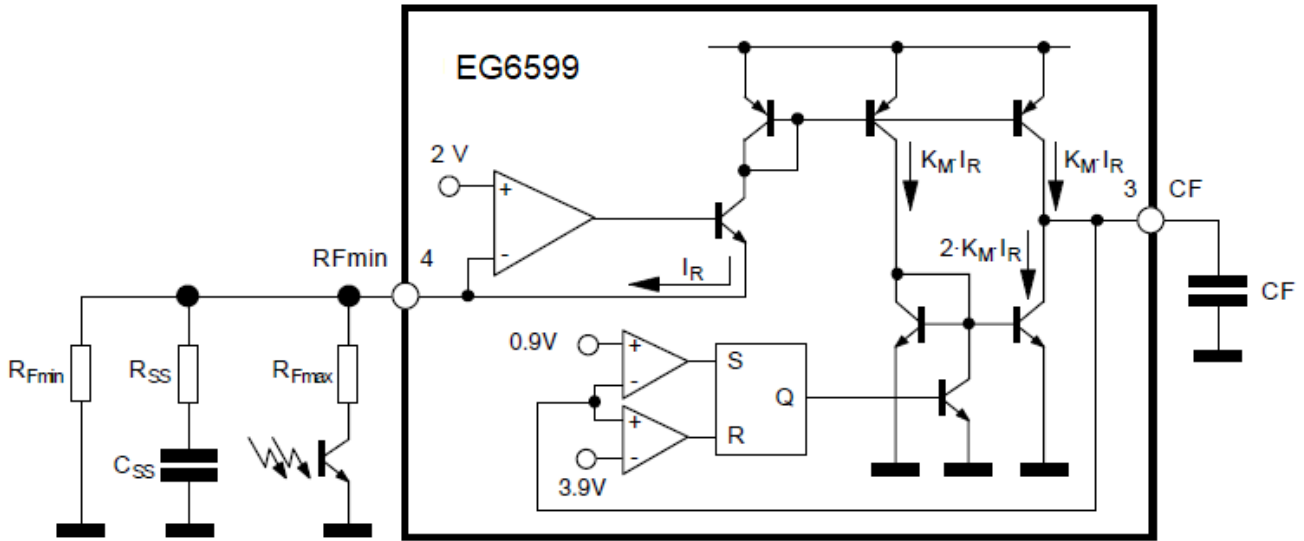 EG6599
2 V
+
-
K_M·I_R
K_M·I_R
3
CF
RFmin
4
I_R
2·K_M·I_R
CF
0.9V
+
-
S
R_Fmin
R_SS
R_Fmax
Q
+
-
R
C_SS
3.9V